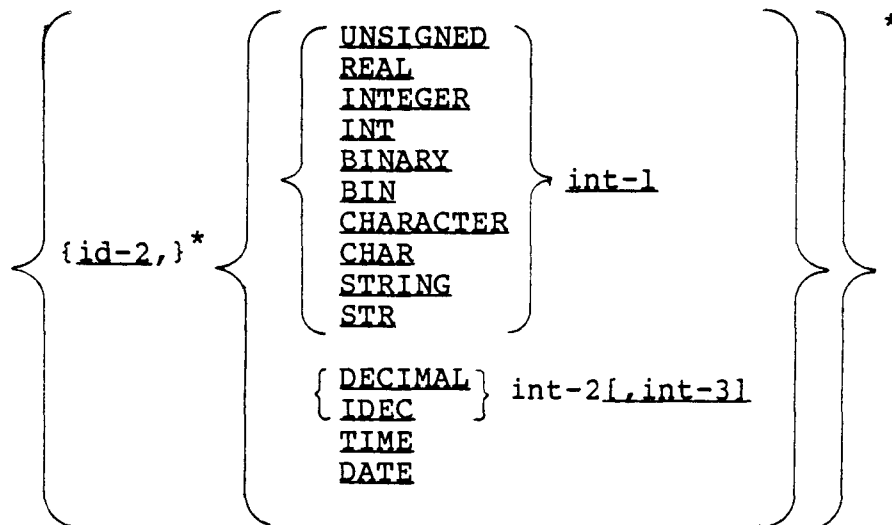 *
UNSIGNED
REAL
INTEGER
INT
BINARY
BIN
CHARACTER
CHAR
STRING
STR
int-1
{id-2,}*
{DECIMAL} int-2[,int-3]
{IDEC}
TIME
DATE